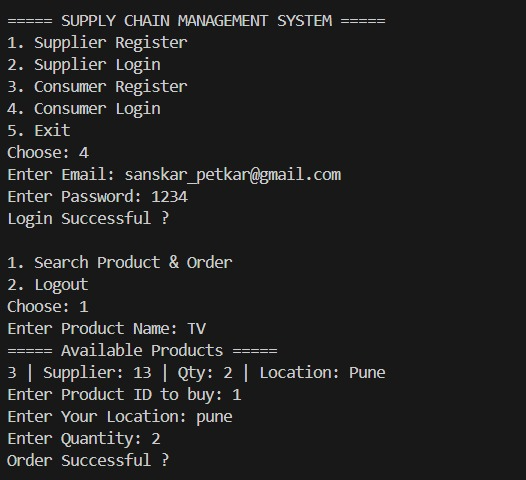 ===== SUPPLY CHAIN MANAGEMENT SYSTEM =====
1. Supplier Register
2. Supplier Login
3. Consumer Register
4. Consumer Login
5. Exit
Choose: 4
Enter Email: sanskar_petkar@gmail.com
Enter Password: 1234
Login Successful ?
1. Search Product & Order
2. Logout
Choose: 1
Enter Product Name: TV
===== Available Products =====
3 | Supplier: 13 | Qty: 2 | Location: Pune
Enter Product ID to buy: 1
Enter Your Location: pune
Enter Quantity: 2
Order Successful ?